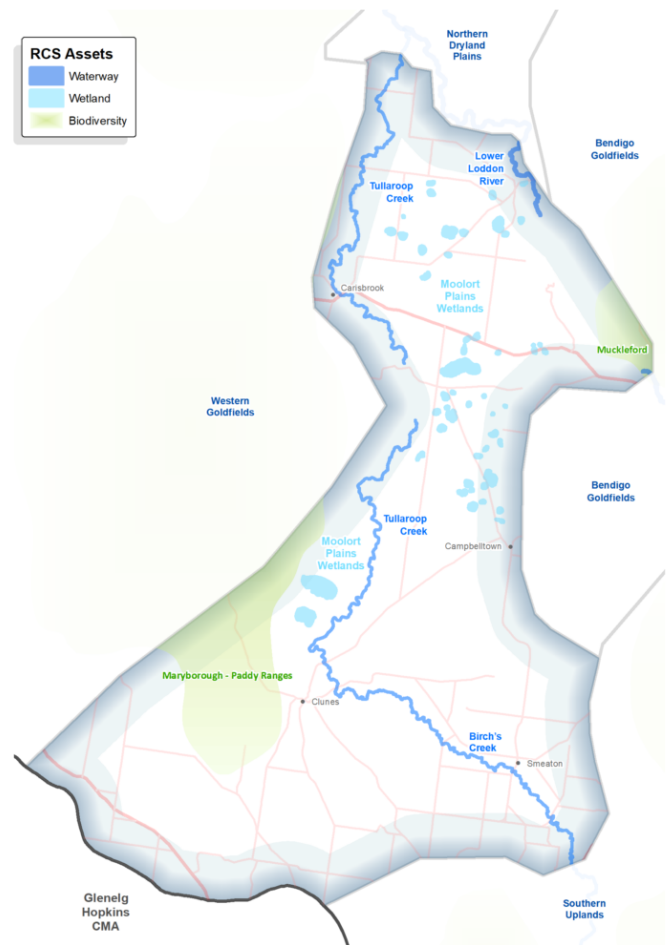 RCS Assets
Waterway
Wetland
Biodiversity
Northern
Dryland
Plains
Bendigo
Goldfields
Lower
Loddon
River
Tullaroop
Creek
Moolort
Plains
Wetlands
Carisbrook
Muckleford
Western
Goldfields
Bendigo
Goldfields
Tullaroop
Creek
Moolort
Plains
Wetlands
Campbelltown
Maryborough - Paddy Ranges
Clunes
Birch's
Creek
Smeaton
Glenelg
Hopkins
CMA
Southern
Uplands